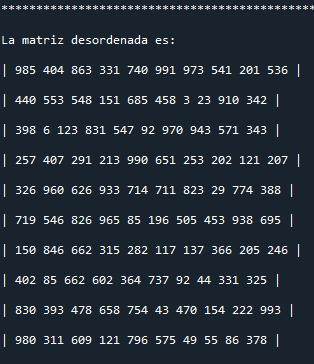 ********************************************
La matriz desordenada es:
| 985 404 863 331 740 991 973 541 201 536 |
| 440 553 548 151 685 458 3 23 910 342 |
| 398 6 123 831 547 92 970 943 571 343 |
| 257 407 291 213 990 651 253 202 121 207 |
| 326 960 626 933 714 711 823 29 774 388 |
| 719 546 826 965 85 196 505 453 938 695 |
| 150 846 662 315 282 117 137 366 205 246 |
| 402 85 662 602 364 737 92 44 331 325 |
| 830 393 478 658 754 43 470 154 222 993 |
| 980 311 609 121 796 575 49 55 86 378 |